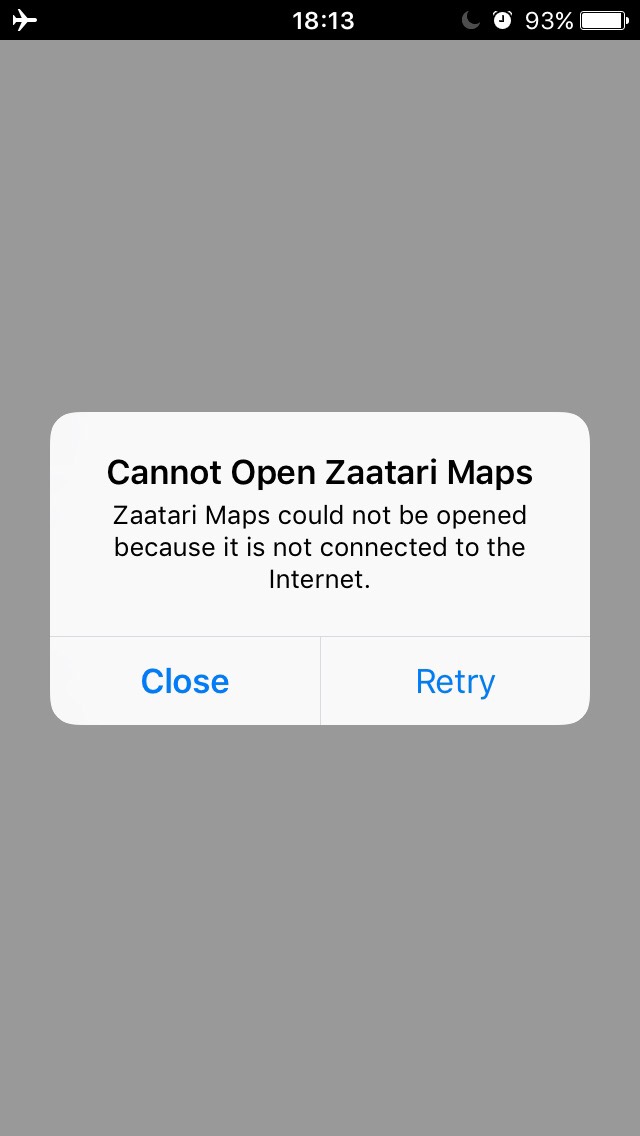 18:13 93%
Cannot Open Zaatari Maps
Zaatari Maps could not be opened
because it is not connected to the
Internet.
Close Retry